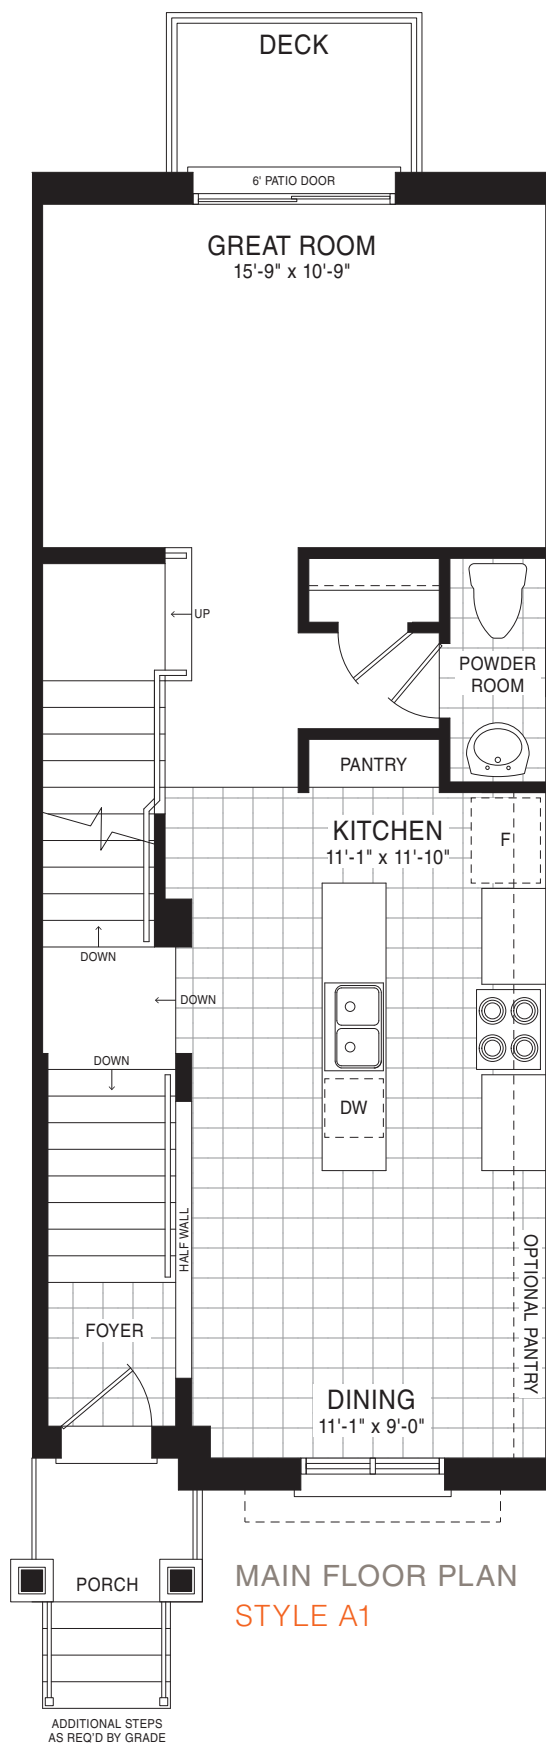 DECK
6' PATIO DOOR
GREAT ROOM
15'-9" x 10'-9"
UP
POWDER
ROOM
PANTRY
KITCHEN
11'-1" x 11'-10"
F
DOWN
DOWN
DOWN
DW
HALF WALL
OPTIONAL PANTRY
FOYER
DINING
11'-1" x 9'-0"
PORCH
MAIN FLOOR PLAN
STYLE A1
ADDITIONAL STEPS
AS REQ'D BY GRADE